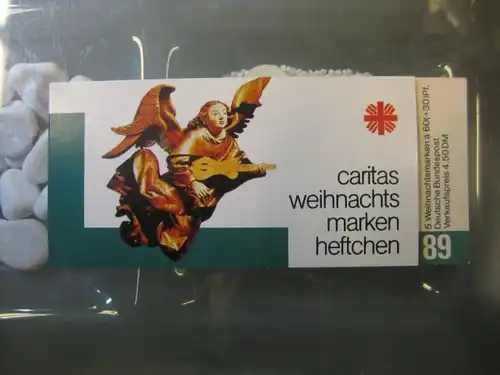 caritas
weihnachts
marken
heftchen
5 Weihnachtsmarken à 60(+30)Pf.
Deutsche Bundespost
Verkaufspreis 4,50 DM
89